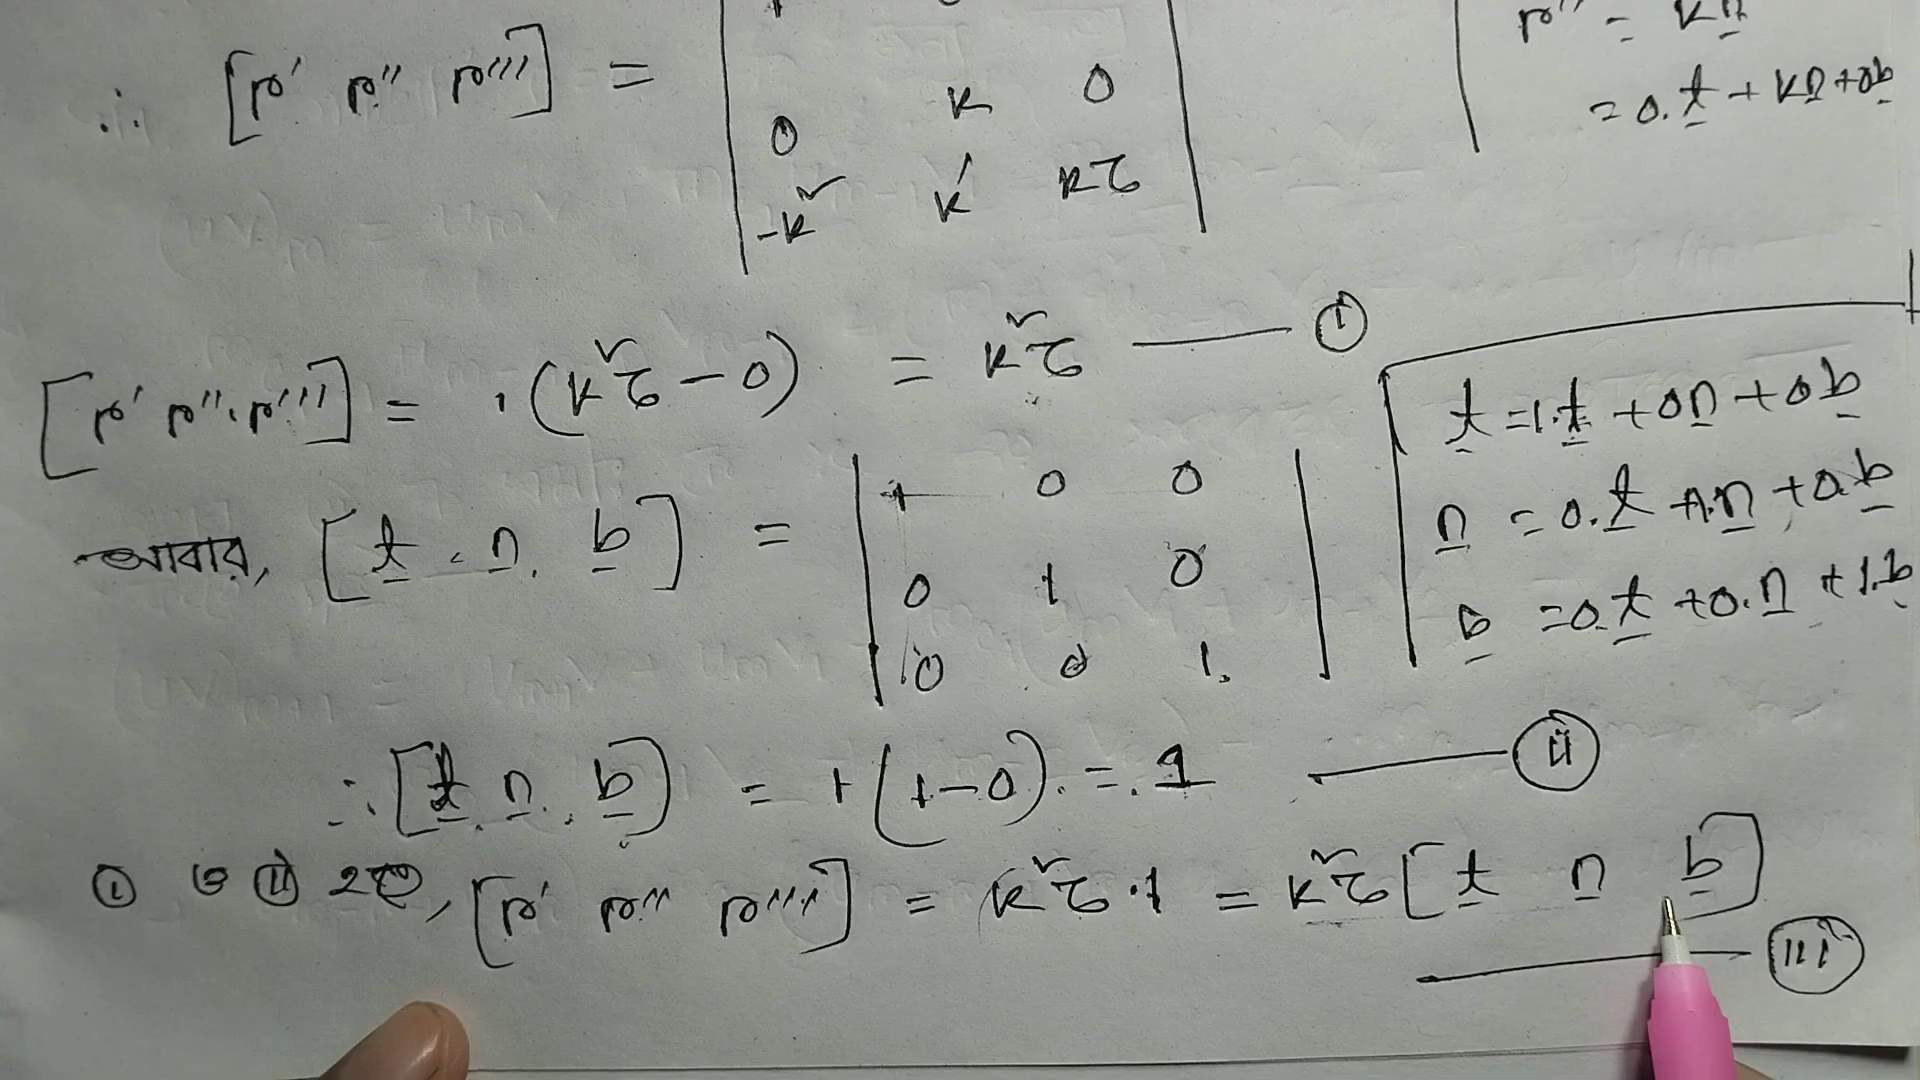 r'' = kn
= 0.t + kn + 0b
∴ [r' r'' r'''] = | 1 0
0 k 0
-k² k' kτ |
[r' r'' r'''] = 1(k²τ - 0) = k²τ —— (i)
t = 1.t + 0n + 0b
n = 0.t + 1.n + 0.b
b = 0.t + 0.n + 1.b
আবার, [t n b] = | 1 0 0
0 1 0
0 0 1 |
∴ [t n b] = 1(1-0) = 1 —— (ii)
(i) ও (ii) হতে, [r' r'' r'''] = k²τ.1 = k²τ [t n b]
—— (iii)